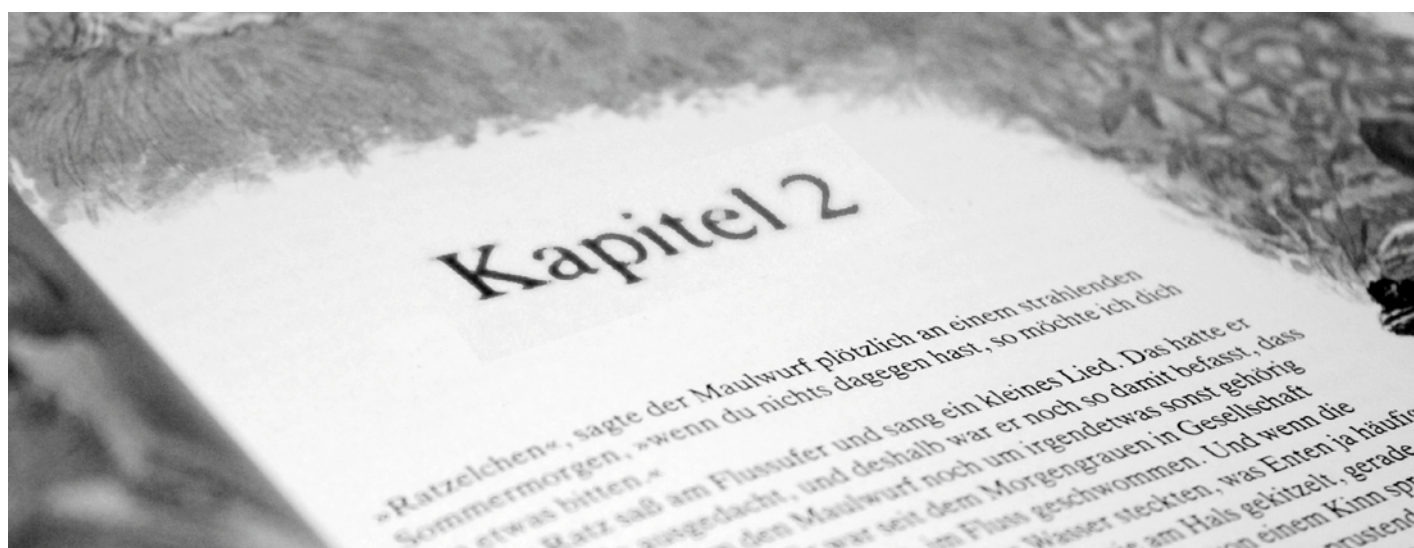 Kapitel 2
»Ratzelchen«, sagte der Maulwurf plötzlich an einem strahlenden
Sommermorgen, »wenn du nichts dagegen hast, so möchte ich dich
etwas bitten.«
Ratz saß am Flussufer und sang ein kleines Lied. Das hatte er
ausgedacht, und deshalb war er noch so damit befasst, dass
den Maulwurf noch um irgendetwas sonst gehörig
war seit dem Morgengrauen in Gesellschaft
im Fluss geschwommen. Und wenn die
Wasser steckten, was Enten ja häufig
am Hals gekitzelt, gerade
einem Kinn